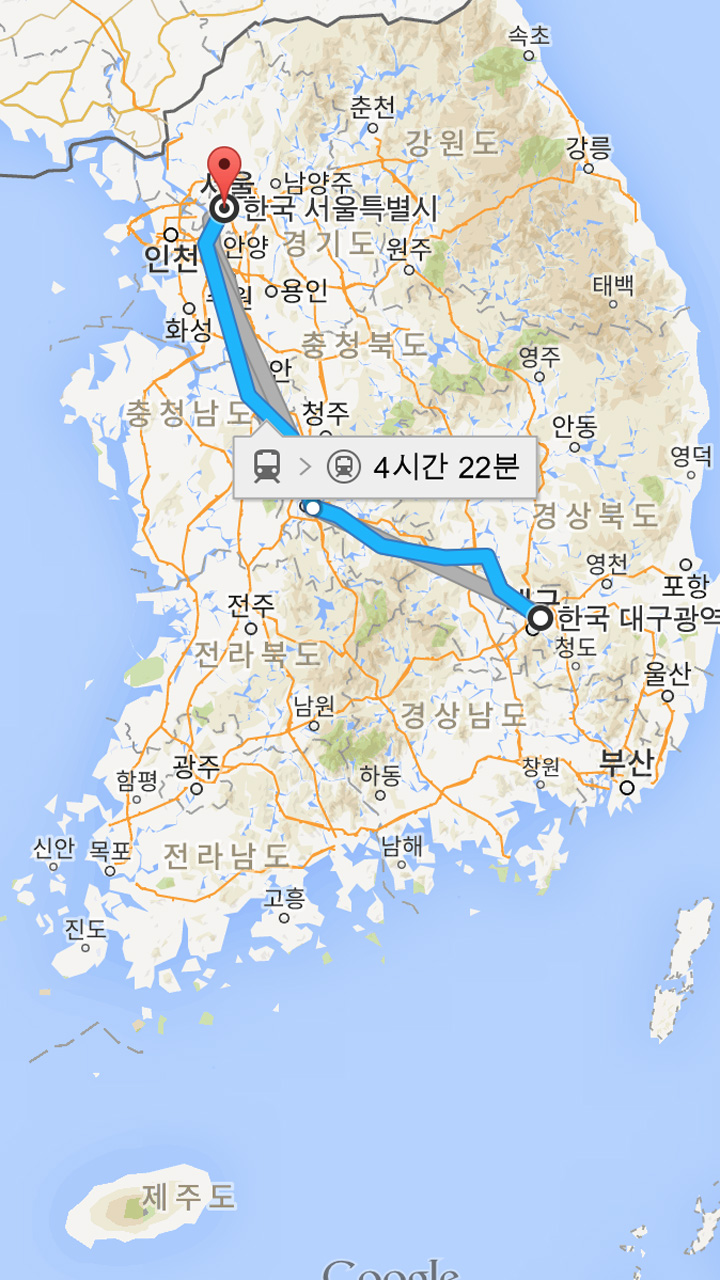 속초
춘천
강원도
강릉
서울
남양주
한국 서울특별시
안양
경기도
원주
인천
용인
태백
화성
충청북도
영주
안
충청남도
청주
안동
영덕
4시간 22분
경상북도
영천
포항
대구
한국 대구광역
전주
청도
전라북도
울산
남원
경상남도
부산
광주
창원
함평
하동
신안
목포
전라남도
남해
고흥
진도
제주도
Google